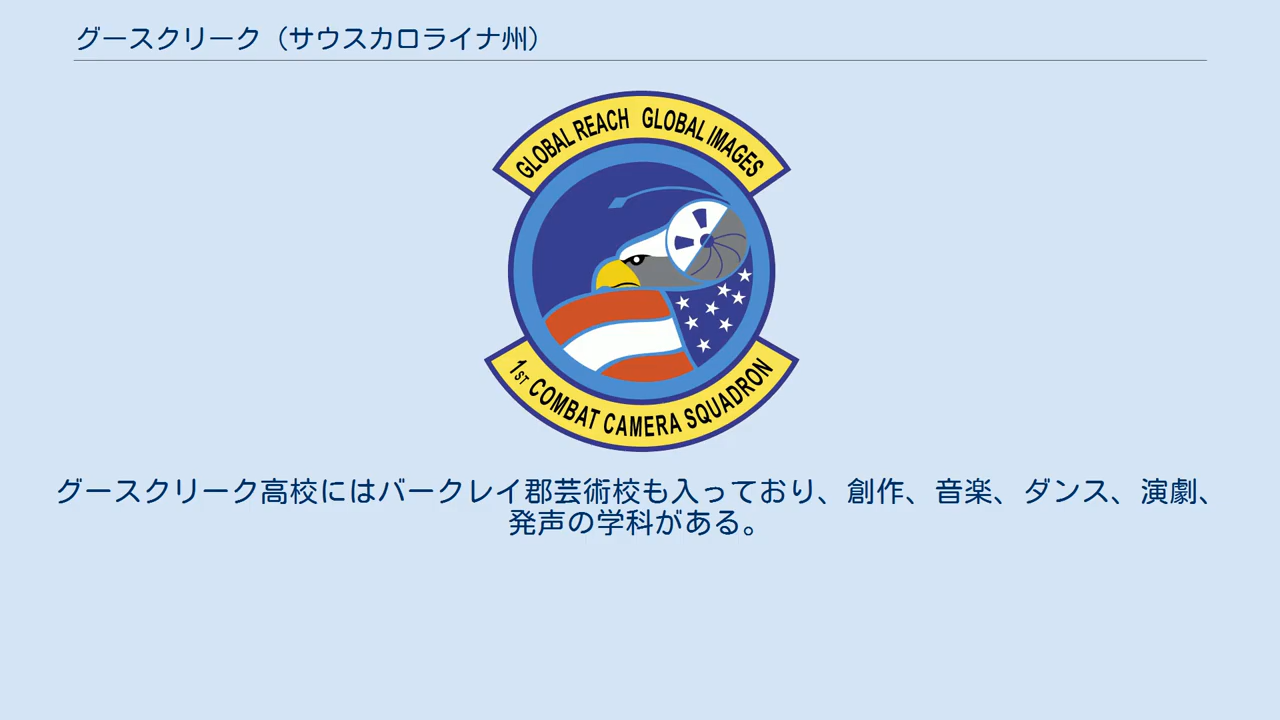 グースクリーク（サウスカロライナ州）
GLOBAL REACH GLOBAL IMAGES
1ST COMBAT CAMERA SQUADRON
グースクリーク高校にはバークレイ郡芸術校も入っており、創作、音楽、ダンス、演劇、
発声の学科がある。